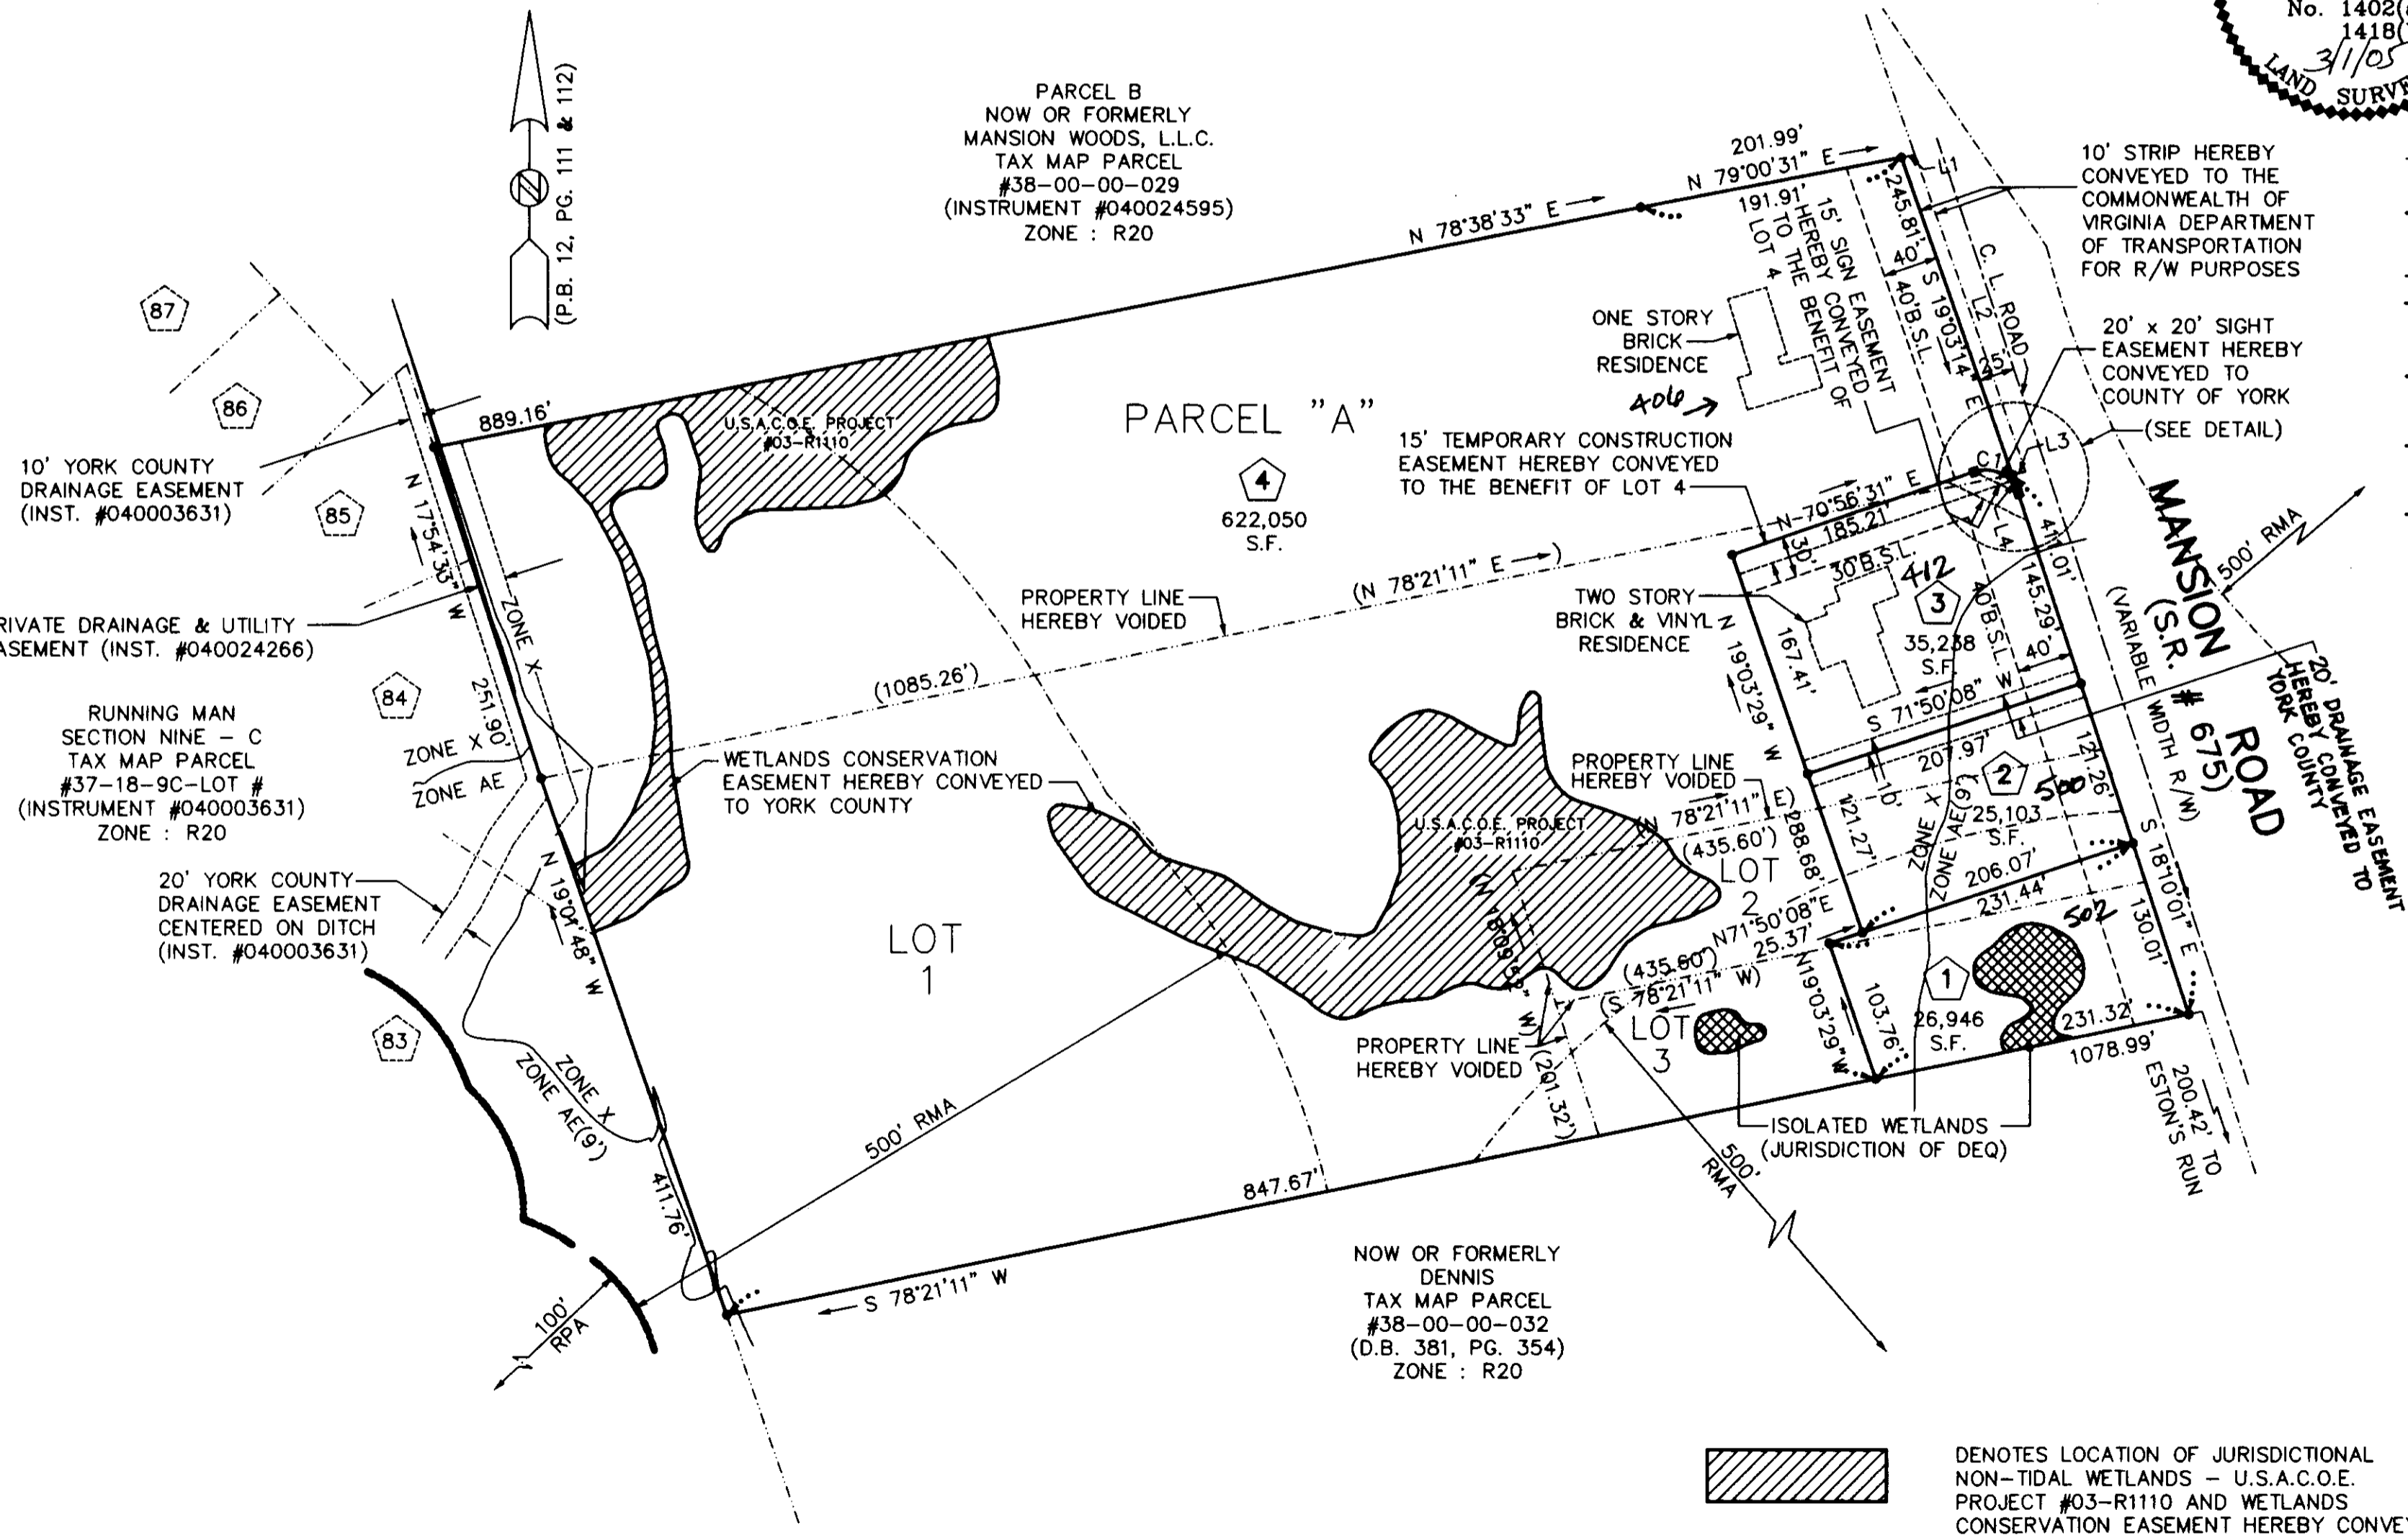 No. 1402(
1418(
3/1/05
LAND SURVE
(P.B. 12, PG. 111 & 112)
N
PARCEL B
NOW OR FORMERLY
MANSION WOODS, L.L.C.
TAX MAP PARCEL
#38-00-00-029
(INSTRUMENT #040024595)
ZONE : R20
201.99'
N 79°00'31" E
191.91'
N 78°38'33" E
L1
10' STRIP HEREBY
CONVEYED TO THE
COMMONWEALTH OF
VIRGINIA DEPARTMENT
OF TRANSPORTATION
FOR R/W PURPOSES
15' SIGN EASEMENT
HEREBY CONVEYED
TO THE BENEFIT OF
LOT 4
245.81'
40'
40'B.S.L.
S 19°03'14" E
L2
C. L. ROAD
25'
20' x 20' SIGHT
EASEMENT HEREBY
CONVEYED TO
COUNTY OF YORK
(SEE DETAIL)
ONE STORY
BRICK
RESIDENCE
406
87
86
85
84
83
889.16'
U.S.A.C.O.E. PROJECT
#03-R1110
PARCEL "A"
4
622,050
S.F.
15' TEMPORARY CONSTRUCTION
EASEMENT HEREBY CONVEYED
TO THE BENEFIT OF LOT 4
10' YORK COUNTY
DRAINAGE EASEMENT
(INST. #040003631)
N 17°54'33" W
251.90'
ZONE X
RIVATE DRAINAGE & UTILITY
ASEMENT (INST. #040024266)
RUNNING MAN
SECTION NINE - C
TAX MAP PARCEL
#37-18-9C-LOT #
(INSTRUMENT #040003631)
ZONE : R20
ZONE X
ZONE AE
20' YORK COUNTY
DRAINAGE EASEMENT
CENTERED ON DITCH
(INST. #040003631)
N 19°01'48" W
411.76'
ZONE X
ZONE AE(9')
100'
RPA
500' RMA
PROPERTY LINE
HEREBY VOIDED
(N 78°21'11" E)
(1085.26')
WETLANDS CONSERVATION
EASEMENT HEREBY CONVEYED
TO YORK COUNTY
LOT
1
C1
L3
L4
N 70°56'31" E
185.21'
30'
30'B.S.L.
412
3
35,238
S.F.
TWO STORY
BRICK & VINYL
RESIDENCE
167.41'
N 19°03'29" W
411.01'
145.29'
40'B.S.L.
40'
S 71°50'08" W
207.97'
10'
MANSION
ROAD
(S.R. # 675)
(VARIABLE WIDTH R/W)
500' RMA
20' DRAINAGE EASEMENT
HEREBY CONVEYED TO
YORK COUNTY
PROPERTY LINE
HEREBY VOIDED
(N 78°21'11" E)
(435.60')
U.S.A.C.O.E. PROJECT
#03-R1110
LOT
2
288.68'
121.27'
2
500
25,103
S.F.
121.26'
ZONE X
ZONE AE(9')
206.07'
231.44'
S 18°10'01" E
130.01'
502
N71°50'08"E
25.37'
(435.60')
(S 78°21'11" W)
LOT
3
N19°03'29"W
103.76'
1
26,946
S.F.
231.32'
1078.99'
200.42' TO
ESTON'S RUN
PROPERTY LINE
HEREBY VOIDED
(201.32')
ISOLATED WETLANDS
(JURISDICTION OF DEQ)
500'
RMA
847.67'
S 78°21'11" W
NOW OR FORMERLY
DENNIS
TAX MAP PARCEL
#38-00-00-032
(D.B. 381, PG. 354)
ZONE : R20
DENOTES LOCATION OF JURISDICTIONAL
NON-TIDAL WETLANDS - U.S.A.C.O.E.
PROJECT #03-R1110 AND WETLANDS
CONSERVATION EASEMENT HEREBY CONVE